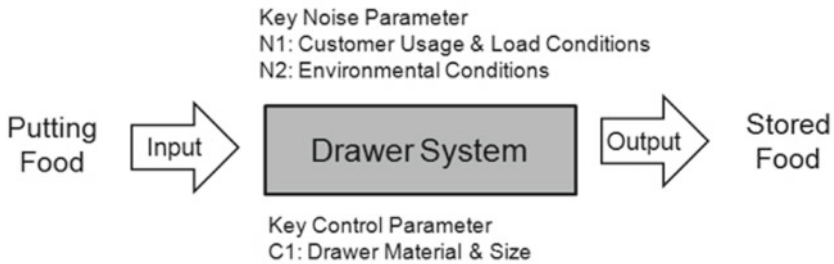 Key Noise Parameter
N1: Customer Usage & Load Conditions
N2: Environmental Conditions
Putting
Food
Input
Drawer System
Output
Stored
Food
Key Control Parameter
C1: Drawer Material & Size